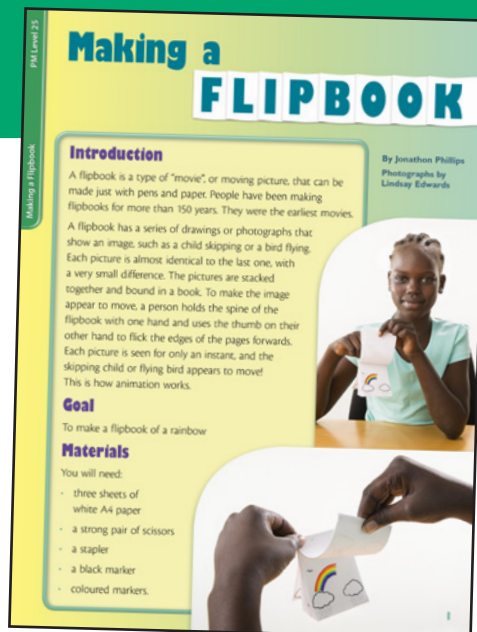 PM Level 25
Making a Flipbook
Making a
FLIPBOOK
Introduction
A flipbook is a type of "movie", or moving picture, that can be
made just with pens and paper. People have been making
flipbooks for more than 150 years. They were the earliest movies.
A flipbook has a series of drawings or photographs that
show an image, such as a child skipping or a bird flying.
Each picture is almost identical to the last one, with
a very small difference. The pictures are stacked
together and bound in a book. To make the image
appear to move, a person holds the spine of the
flipbook with one hand and uses the thumb on their
other hand to flick the edges of the pages forwards.
Each picture is seen for only an instant, and the
skipping child or flying bird appears to move!
This is how animation works.
Goal
To make a flipbook of a rainbow
Materials
You will need:
• three sheets of
white A4 paper
• a strong pair of scissors
• a stapler
• a black marker
• coloured markers.
By Jonathon Phillips
Photographs by
Lindsay Edwards
1